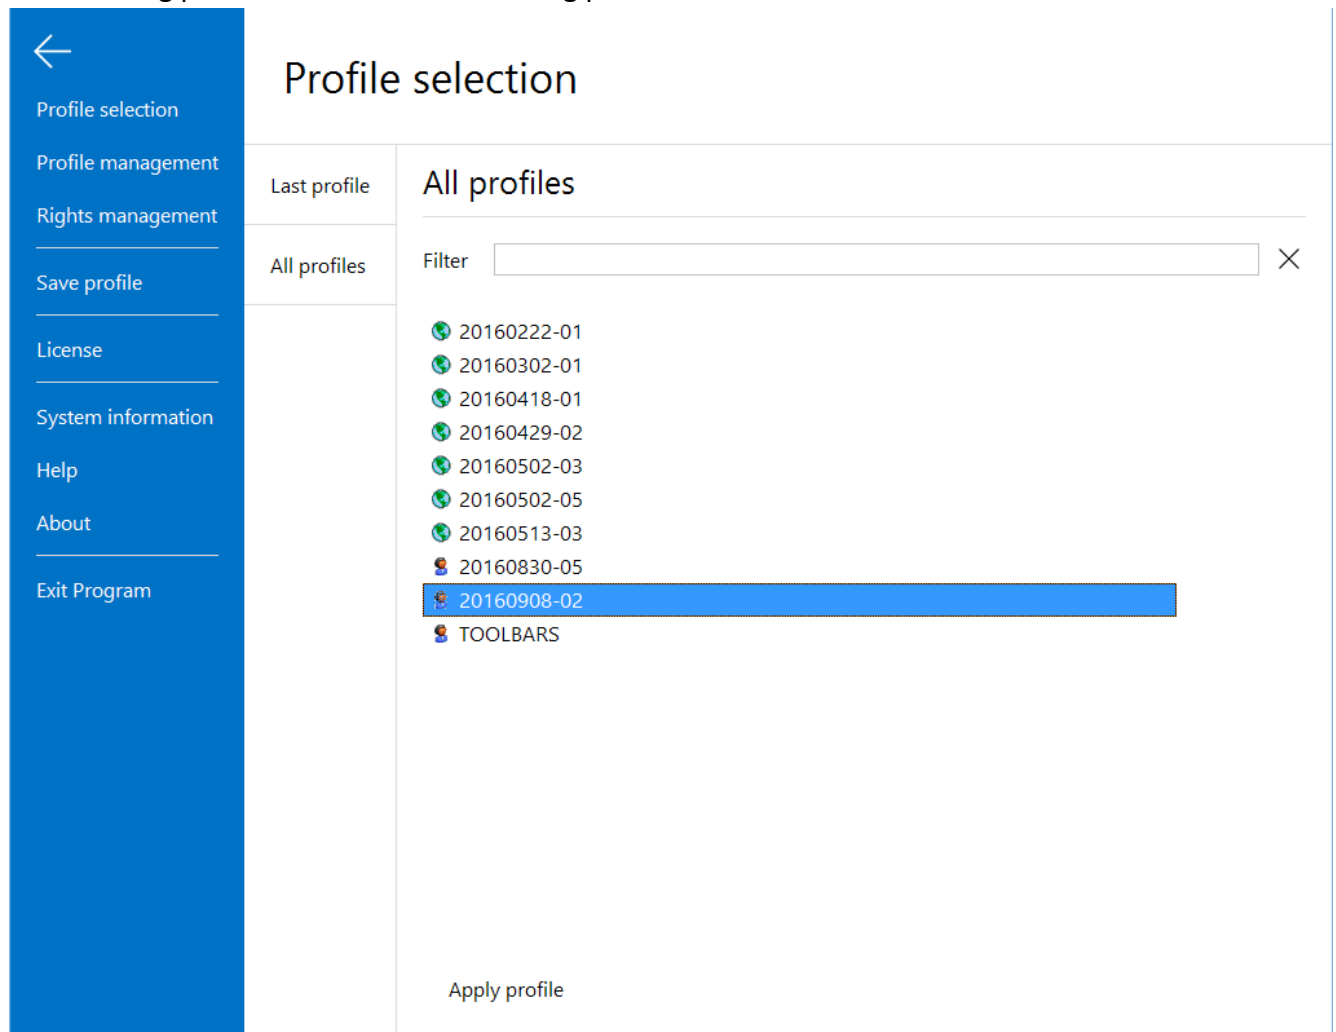 Profile selection
Profile selection
Profile management
Rights management
Save profile
License
System information
Help
About
Exit Program
Last profile
All profiles
All profiles
Filter
20160222-01
20160302-01
20160418-01
20160429-02
20160502-03
20160502-05
20160513-03
20160830-05
20160908-02
TOOLBARS
Apply profile